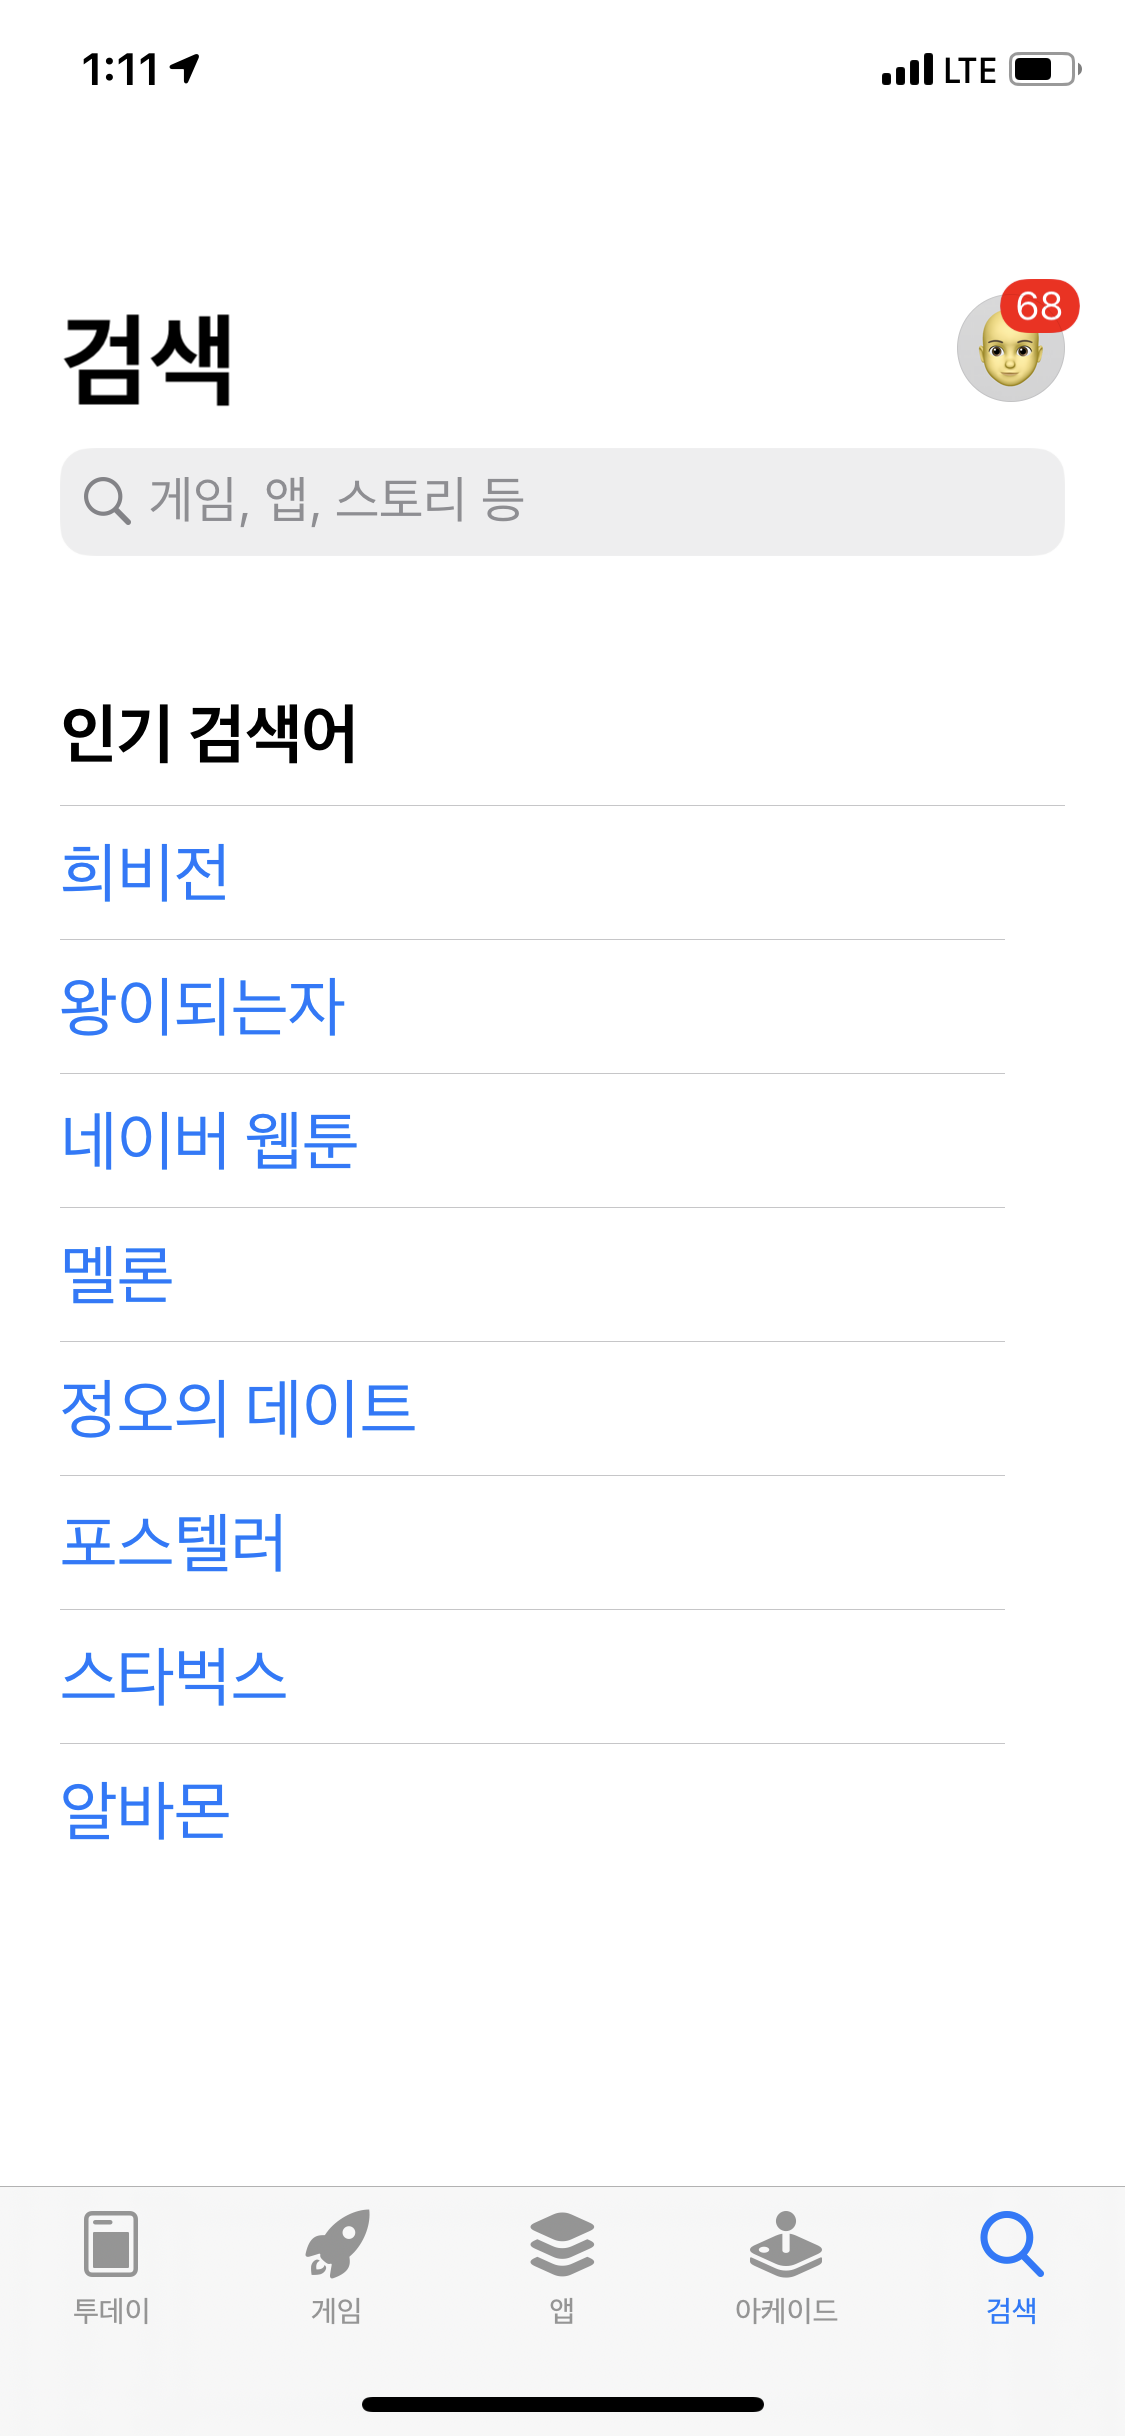 1:11
LTE
68
검색
게임, 앱, 스토리 등
인기 검색어
희비전
왕이되는자
네이버 웹툰
멜론
정오의 데이트
포스텔러
스타벅스
알바몬
투데이
게임
앱
아케이드
검색